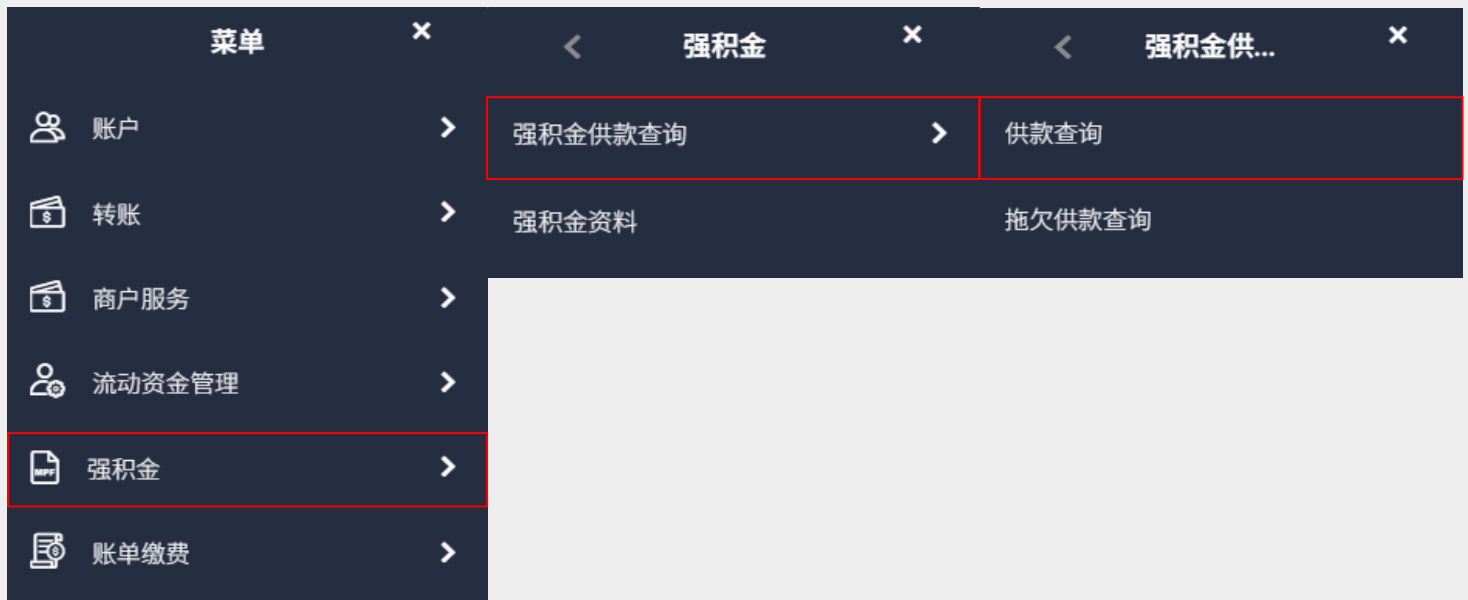 菜单
账户
转账
商户服务
流动资金管理
MPF 强积金
账单缴费
强积金
强积金供款查询
强积金资料
强积金供...
供款查询
拖欠供款查询